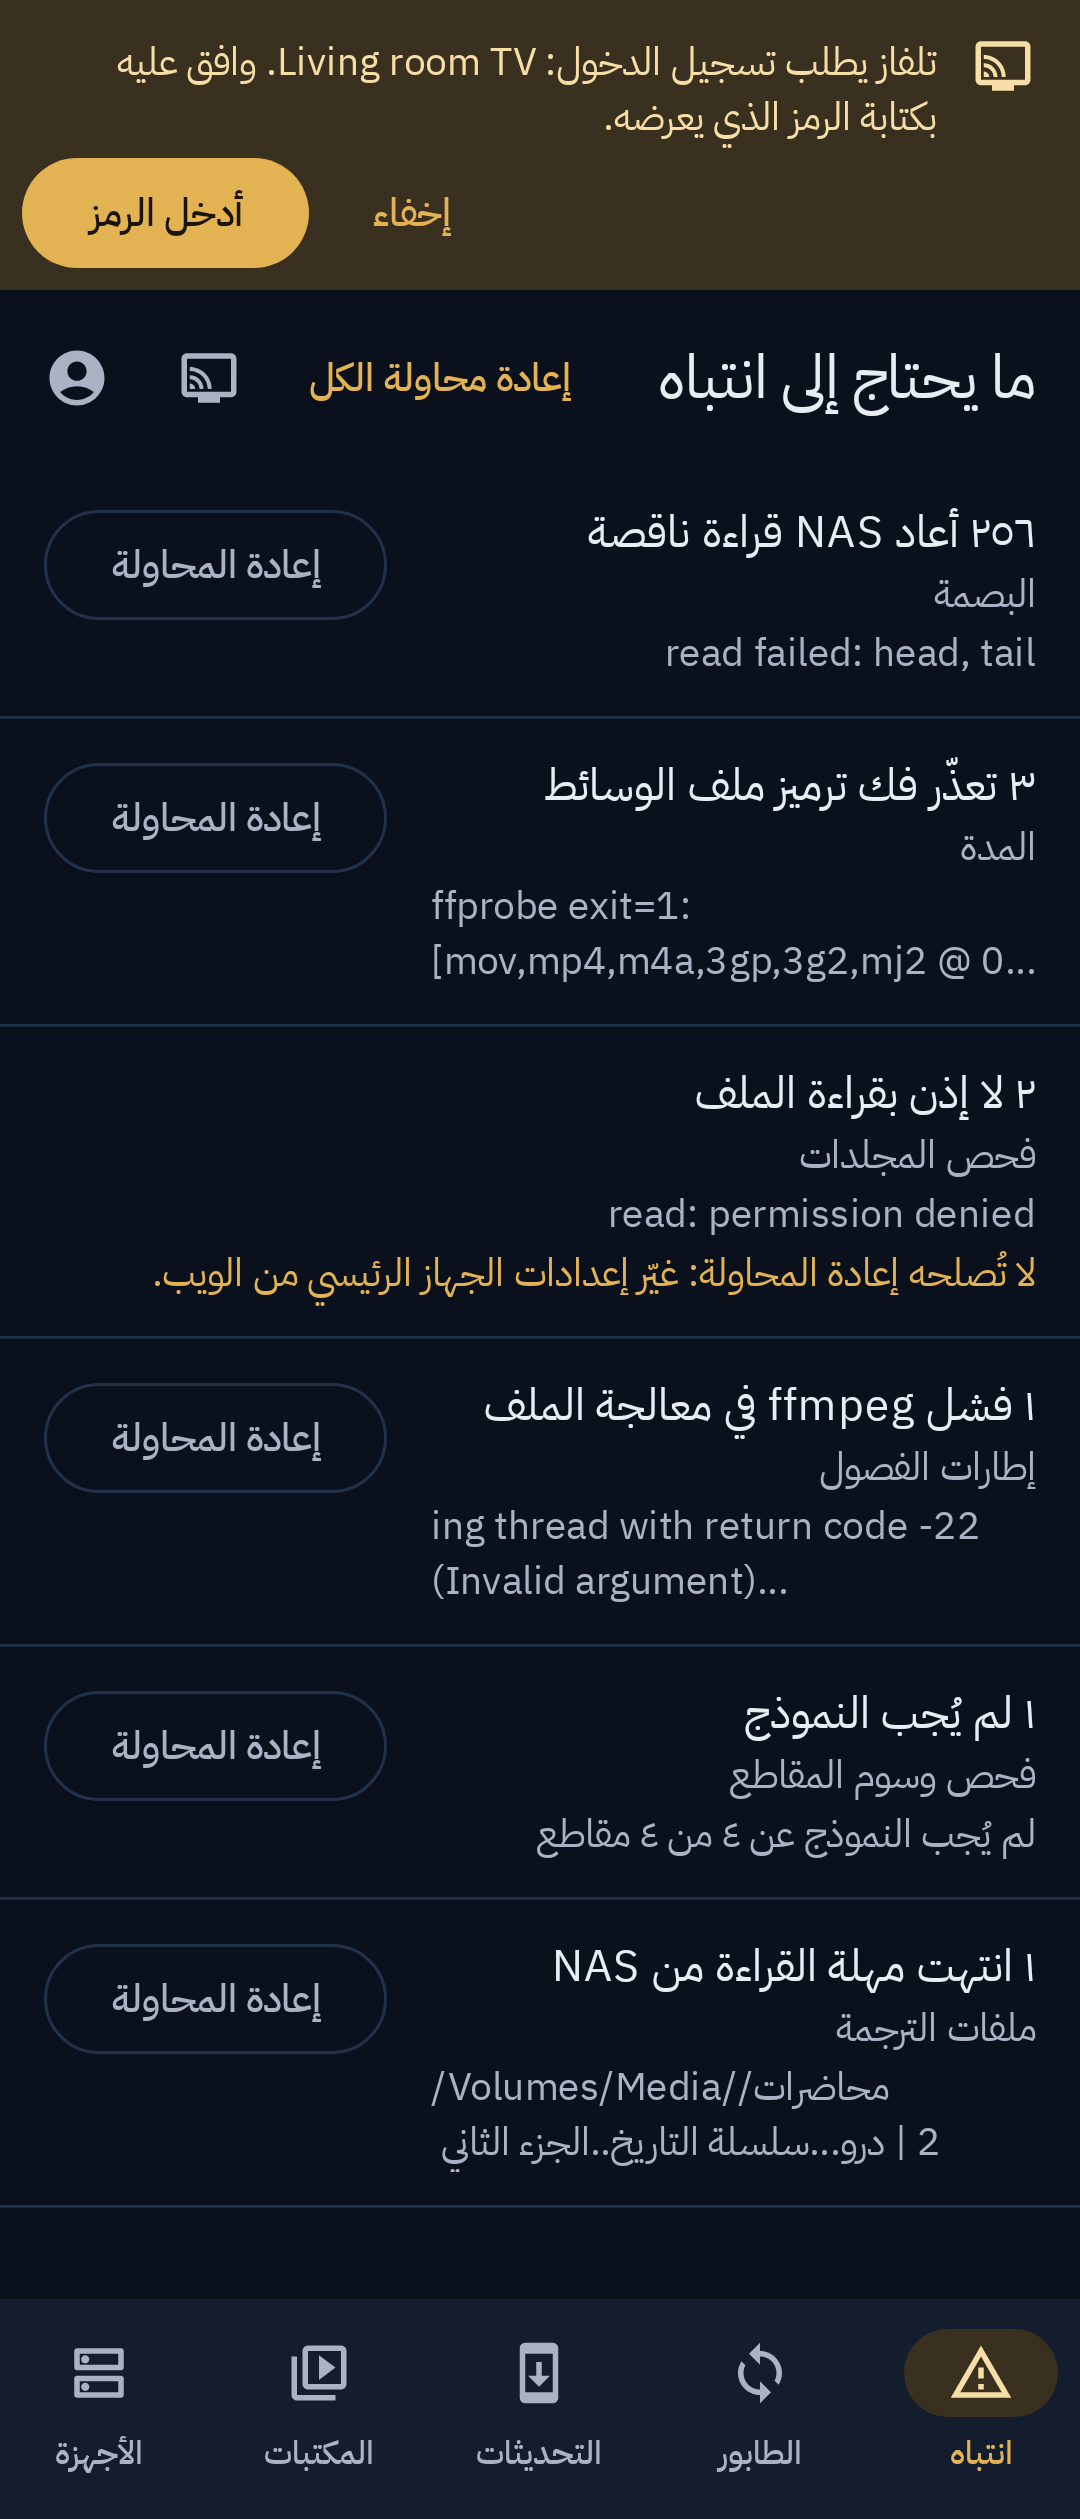 تلفاز يطلب تسجيل الدخول: Living room TV. وافق عليه
بكتابة الرمز الذي يعرضه.
إخفاء
أدخل الرمز
ما يحتاج إلى انتباه
إعادة محاولة الكل
٢٥٦ أعاد NAS قراءة ناقصة
البصمة
read failed: head, tail
إعادة المحاولة
٣ تعذّر فك ترميز ملف الوسائط
المدة
ffprobe exit=1:
[mov,mp4,m4a,3gp,3g2,mj2 @ 0...
إعادة المحاولة
٢ لا إذن بقراءة الملف
فحص المجلدات
read: permission denied
لا تُصلحه إعادة المحاولة: غيّر إعدادات الجهاز الرئيسي من الويب.
١ فشل ffmpeg في معالجة الملف
إطارات الفصول
ing thread with return code -22
(Invalid argument)...
إعادة المحاولة
١ لم يُجب النموذج
فحص وسوم المقاطع
لم يُجب النموذج عن ٤ من ٤ مقاطع
إعادة المحاولة
١ انتهت مهلة القراءة من NAS
ملفات الترجمة
/Volumes/Media//محاضرات
2 | درو...سلسلة التاريخ..الجزء الثاني
إعادة المحاولة
انتباه
الطابور
التحديثات
المكتبات
الأجهزة